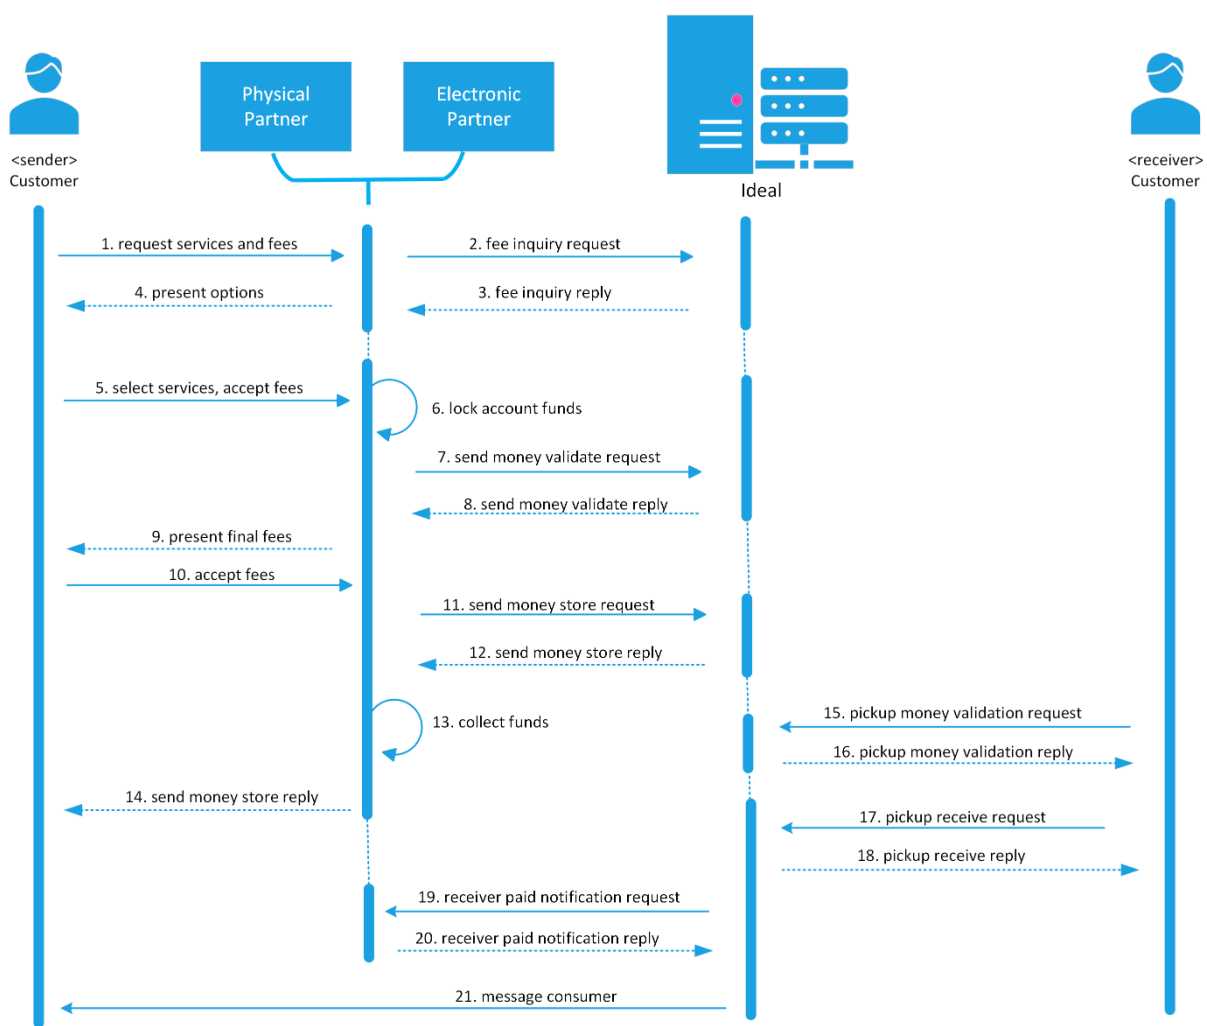 Physical
Partner
Electronic
Partner
<sender>
Customer
Ideal
<receiver>
Customer
1. request services and fees
2. fee inquiry request
4. present options
3. fee inquiry reply
5. select services, accept fees
6. lock account funds
7. send money validate request
8. send money validate reply
9. present final fees
10. accept fees
11. send money store request
12. send money store reply
13. collect funds
15. pickup money validation request
16. pickup money validation reply
14. send money store reply
17. pickup receive request
18. pickup receive reply
19. receiver paid notification request
20. receiver paid notification reply
21. message consumer